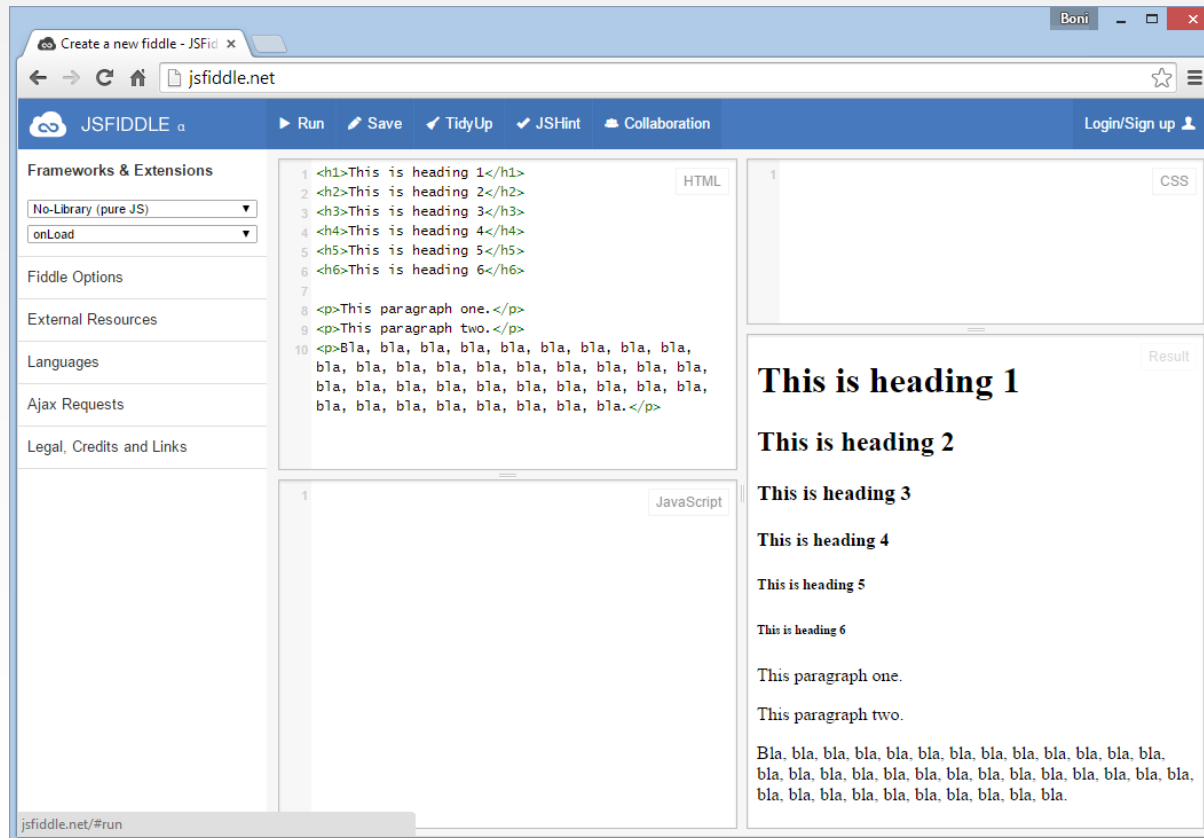 Boni
Create a new fiddle - JSFid
jsfiddle.net
JSFIDDLE α
Run Save TidyUp JSHint Collaboration
Login/Sign up
Frameworks & Extensions
No-Library (pure JS)
onLoad
Fiddle Options
External Resources
Languages
Ajax Requests
Legal, Credits and Links
HTML
1 <h1>This is heading 1</h1>
2 <h2>This is heading 2</h2>
3 <h3>This is heading 3</h3>
4 <h4>This is heading 4</h4>
5 <h5>This is heading 5</h5>
6 <h6>This is heading 6</h6>
7
8 <p>This paragraph one.</p>
9 <p>This paragraph two.</p>
10 <p>Bla, bla, bla, bla, bla, bla, bla, bla, bla,
bla, bla, bla, bla, bla, bla, bla, bla, bla, bla,
bla, bla, bla, bla, bla, bla, bla, bla, bla, bla,
bla, bla, bla, bla, bla, bla, bla, bla.</p>
1
CSS
1
JavaScript
Result
This is heading 1
This is heading 2
This is heading 3
This is heading 4
This is heading 5
This is heading 6
This paragraph one.
This paragraph two.
Bla, bla, bla, bla, bla, bla, bla, bla, bla, bla, bla, bla, bla,
bla, bla, bla, bla, bla, bla, bla, bla, bla, bla, bla, bla, bla, bla,
bla, bla, bla, bla, bla, bla, bla, bla, bla, bla.
jsfiddle.net/#run